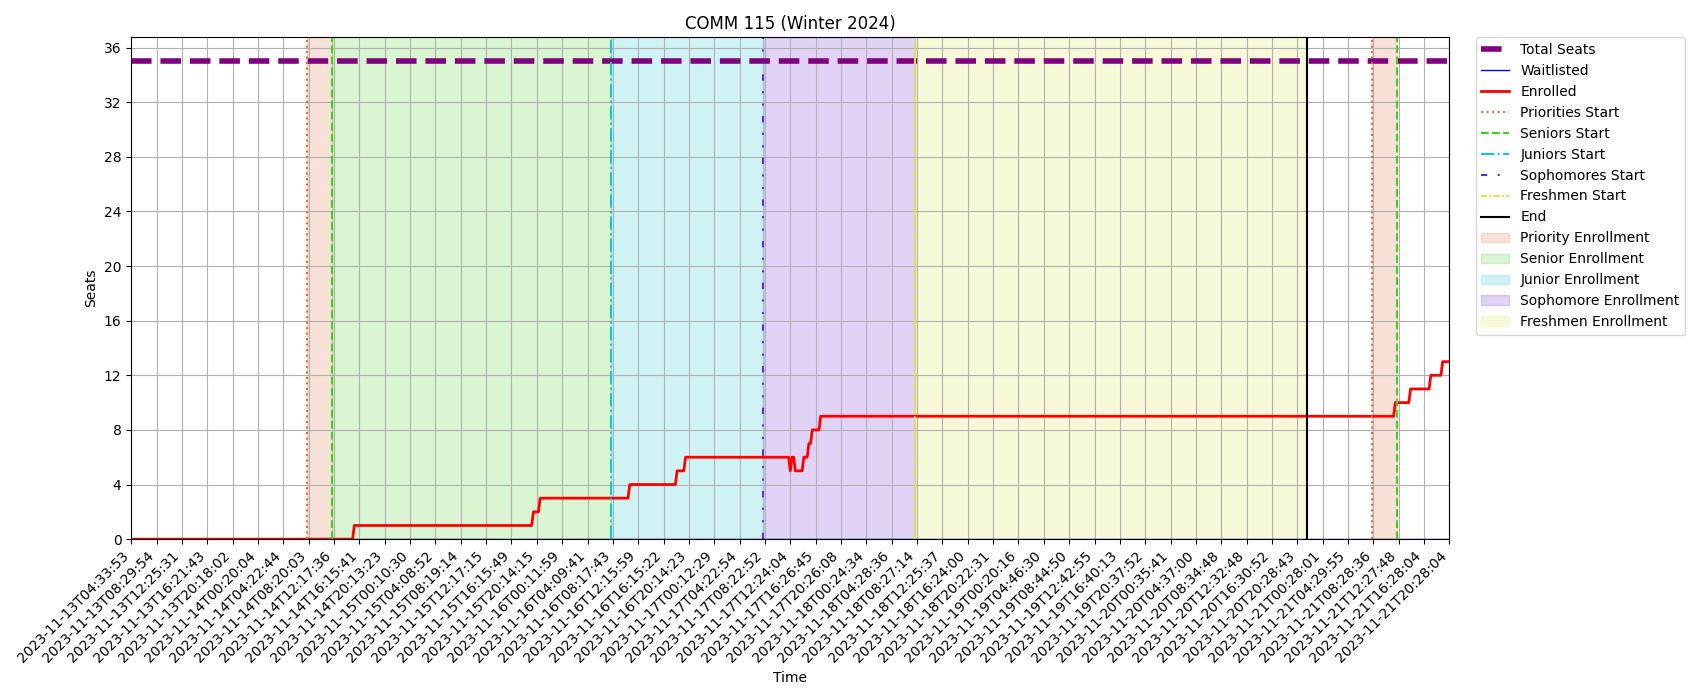 COMM 115 (Winter 2024)
Seats
36
32
28
24
20
16
12
8
4
0
2023-11-13T04:33:53
2023-11-13T08:29:54
2023-11-13T12:25:31
2023-11-13T16:21:43
2023-11-13T20:18:02
2023-11-14T00:20:04
2023-11-14T04:22:44
2023-11-14T08:20:03
2023-11-14T12:17:36
2023-11-14T16:15:41
2023-11-14T20:13:23
2023-11-15T00:10:30
2023-11-15T04:08:52
2023-11-15T08:19:14
2023-11-15T12:17:15
2023-11-15T16:15:49
2023-11-15T20:14:15
2023-11-16T00:11:59
2023-11-16T04:09:41
2023-11-16T08:17:43
2023-11-16T12:15:59
2023-11-16T16:15:22
2023-11-16T20:14:23
2023-11-17T00:12:29
2023-11-17T04:22:54
2023-11-17T08:22:52
2023-11-17T12:24:04
2023-11-17T16:26:45
2023-11-17T20:26:08
2023-11-18T00:24:34
2023-11-18T04:28:36
2023-11-18T08:27:14
2023-11-18T12:25:37
2023-11-18T16:24:00
2023-11-18T20:22:31
2023-11-19T00:20:16
2023-11-19T04:46:30
2023-11-19T08:44:50
2023-11-19T12:42:55
2023-11-19T16:40:13
2023-11-19T20:37:52
2023-11-20T00:35:41
2023-11-20T04:37:00
2023-11-20T08:34:48
2023-11-20T12:32:48
2023-11-20T16:30:52
2023-11-20T20:28:43
2023-11-21T00:28:01
2023-11-21T04:29:55
2023-11-21T08:28:36
2023-11-21T12:27:48
2023-11-21T16:28:04
2023-11-21T20:28:04
Time
Total Seats
Waitlisted
Enrolled
Priorities Start
Seniors Start
Juniors Start
Sophomores Start
Freshmen Start
End
Priority Enrollment
Senior Enrollment
Junior Enrollment
Sophomore Enrollment
Freshmen Enrollment